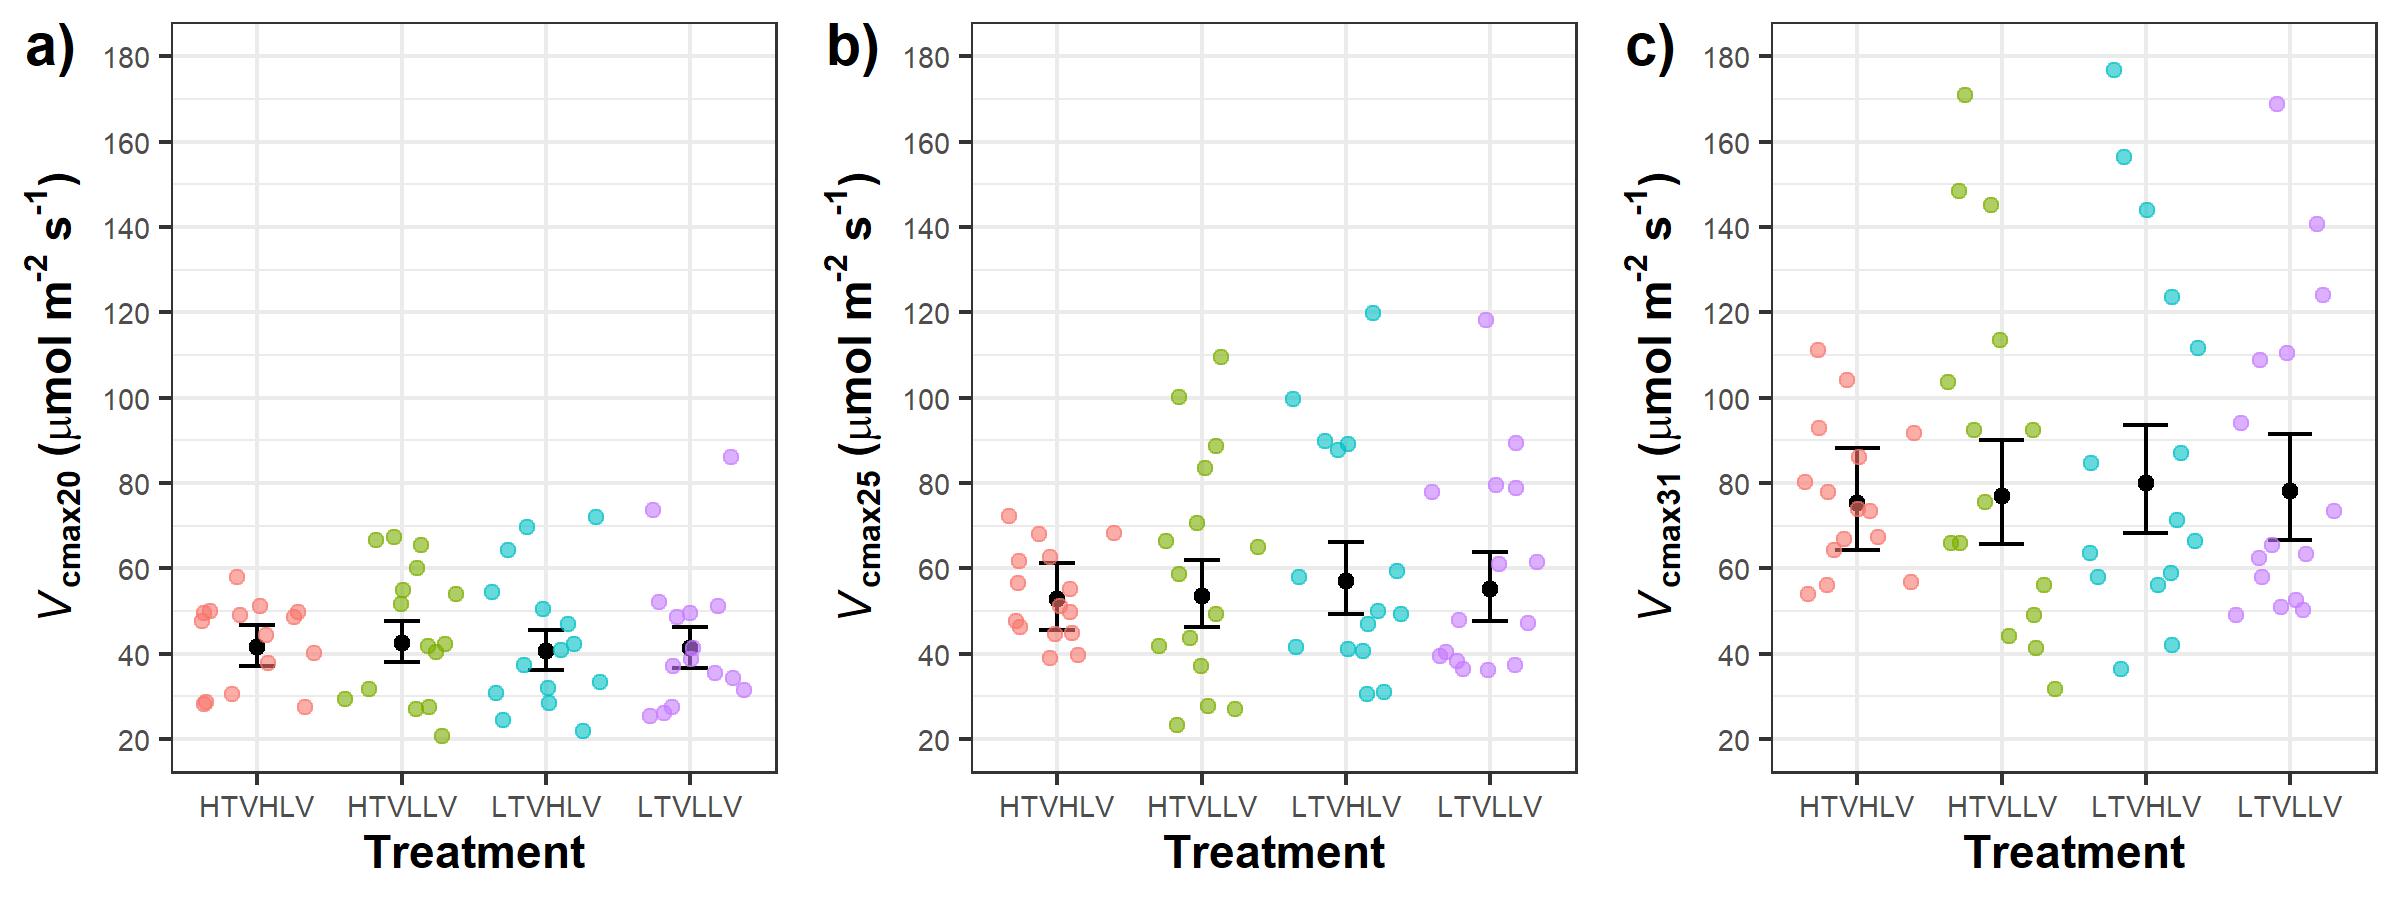 a)
180
160
140
120
100
80
60
40
20
Vcmax20 (μmol m-2 s-1)
HTVHLV HTVLLV LTVHLV LTVLLV
Treatment
b)
180
160
140
120
100
80
60
40
20
Vcmax25 (μmol m-2 s-1)
HTVHLV HTVLLV LTVHLV LTVLLV
Treatment
c)
180
160
140
120
100
80
60
40
20
Vcmax31 (μmol m-2 s-1)
HTVHLV HTVLLV LTVHLV LTVLLV
Treatment